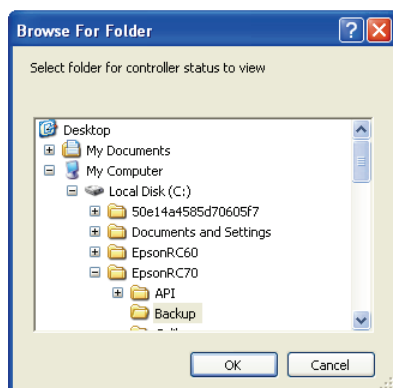 Browse For Folder
Select folder for controller status to view
Desktop
My Documents
My Computer
Local Disk (C:)
50e14a4585d70605f7
Documents and Settings
EpsonRC60
EpsonRC70
API
Backup
OK Cancel